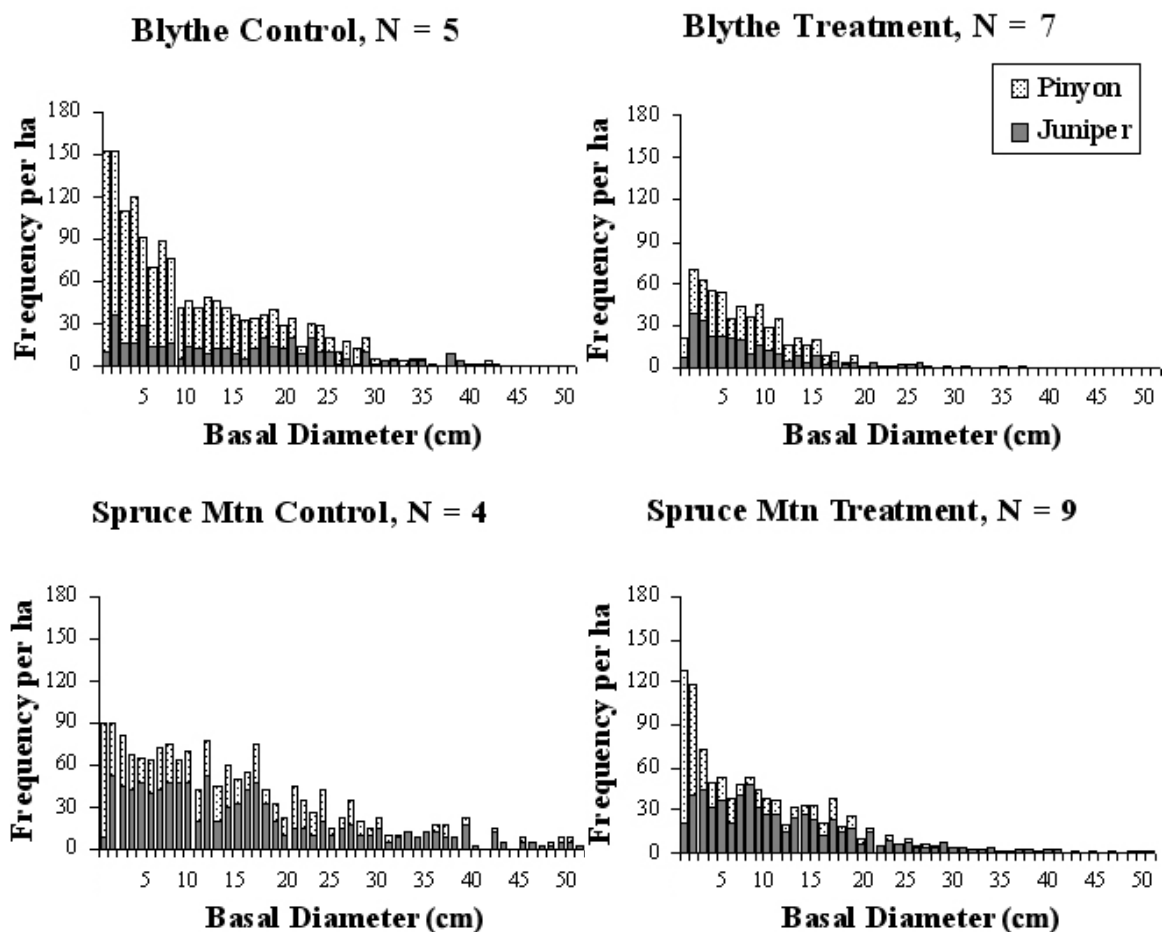 Blythe Control, N = 5
Frequency per ha
180
150
120
90
60
30
0
5 10 15 20 25 30 35 40 45 50
Basal Diameter (cm)
Blythe Treatment, N = 7
Pinyon
Juniper
Frequency per ha
180
150
120
90
60
30
0
5 10 15 20 25 30 35 40 45 50
Basal Diameter (cm)
Spruce Mtn Control, N = 4
Frequency per ha
180
150
120
90
60
30
0
5 10 15 20 25 30 35 40 45 50
Basal Diameter (cm)
Spruce Mtn Treatment, N = 9
Frequency per ha
180
150
120
90
60
30
0
5 10 15 20 25 30 35 40 45 50
Basal Diameter (cm)